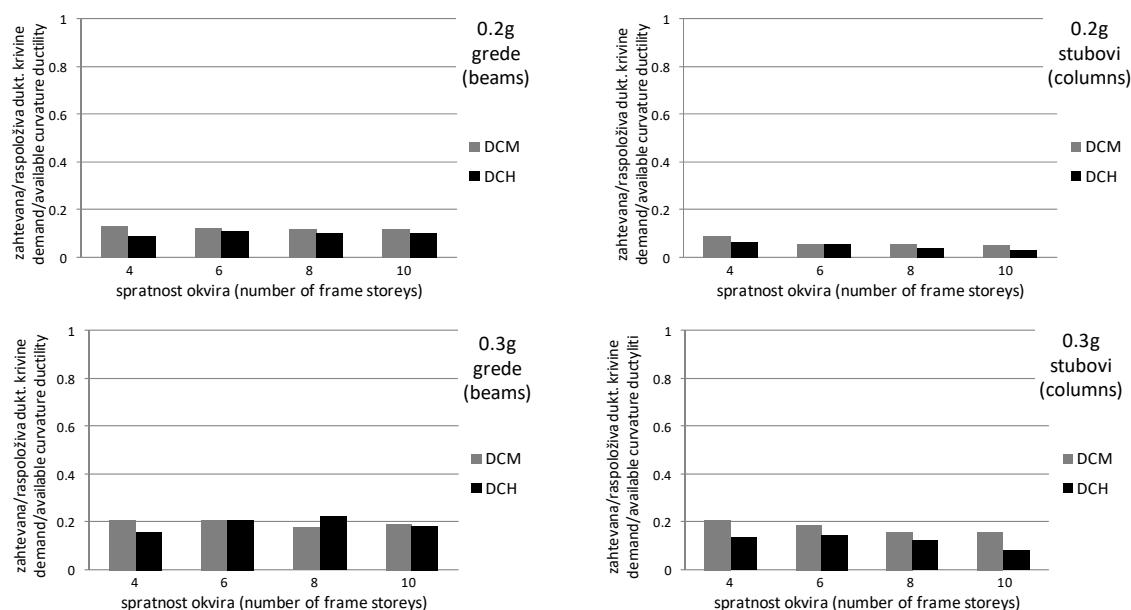 zahtevana/raspoloživa dukt. krivine
demand/available curvature ductility
1
0.8
0.6
0.4
0.2
0
4 6 8 10
spratnost okvira (number of frame storeys)
0.2g
grede
(beams)
DCM
DCH
zahtevana/raspoloživa dukt. krivine
demand/available curvature ductility
1
0.8
0.6
0.4
0.2
0
4 6 8 10
spratnost okvira (number of frame storeys)
0.2g
stubovi
(columns)
DCM
DCH
zahtevana/raspoloživa dukt. krivine
demand/available curvature ductility
1
0.8
0.6
0.4
0.2
0
4 6 8 10
spratnost okvira (number of frame storeys)
0.3g
grede
(beams)
DCM
DCH
zahtevana/raspoloživa dukt. krivine
demand/available curvature ductyliti
1
0.8
0.6
0.4
0.2
0
4 6 8 10
spratnost okvira (number of frame storeys)
0.3g
stubovi
(columns)
DCM
DCH